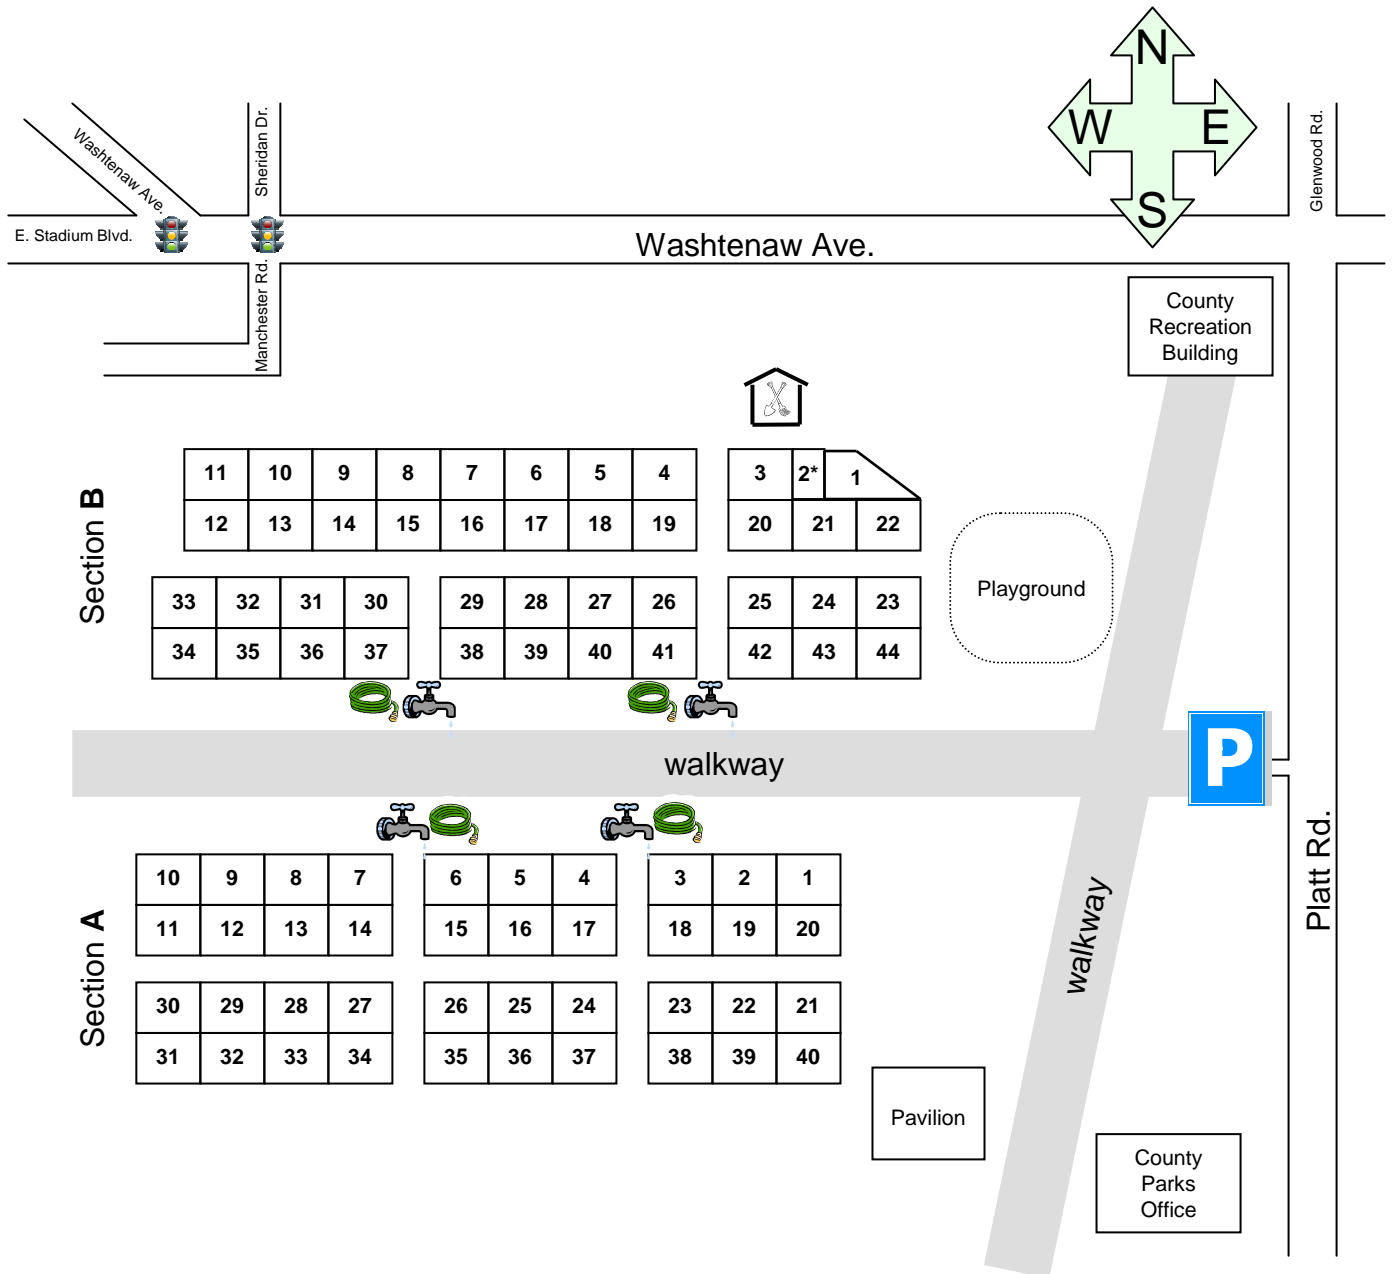 N
W E
S
Washtenaw Ave.
Sheridan Dr.
Glenwood Rd.
E. Stadium Blvd.
Washtenaw Ave.
Manchester Rd.
County
Recreation
Building
Section B
11 10 9 8 7 6 5 4 3 2* 1
12 13 14 15 16 17 18 19 20 21 22
33 32 31 30 29 28 27 26 25 24 23
34 35 36 37 38 39 40 41 42 43 44
Playground
walkway
P
Platt Rd.
Section A
10 9 8 7 6 5 4 3 2 1
11 12 13 14 15 16 17 18 19 20
30 29 28 27 26 25 24 23 22 21
31 32 33 34 35 36 37 38 39 40
walkway
Pavilion
County
Parks
Office